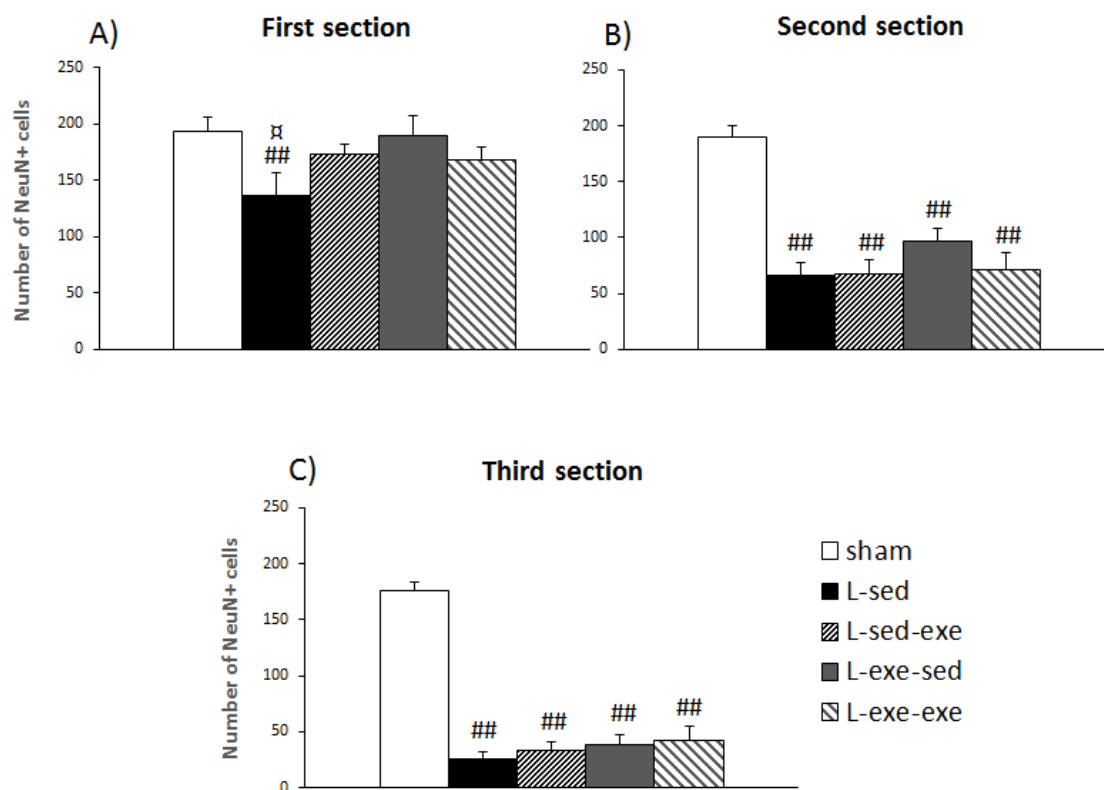 A)
First section
Number of NeuN+ cells
250
200
150
100
50
0
¤
##
B)
Second section
250
200
150
100
50
0
##
##
##
##
C)
Third section
Number of NeuN+ cells
250
200
150
100
50
0
##
##
##
##
sham
L-sed
L-sed-exe
L-exe-sed
L-exe-exe